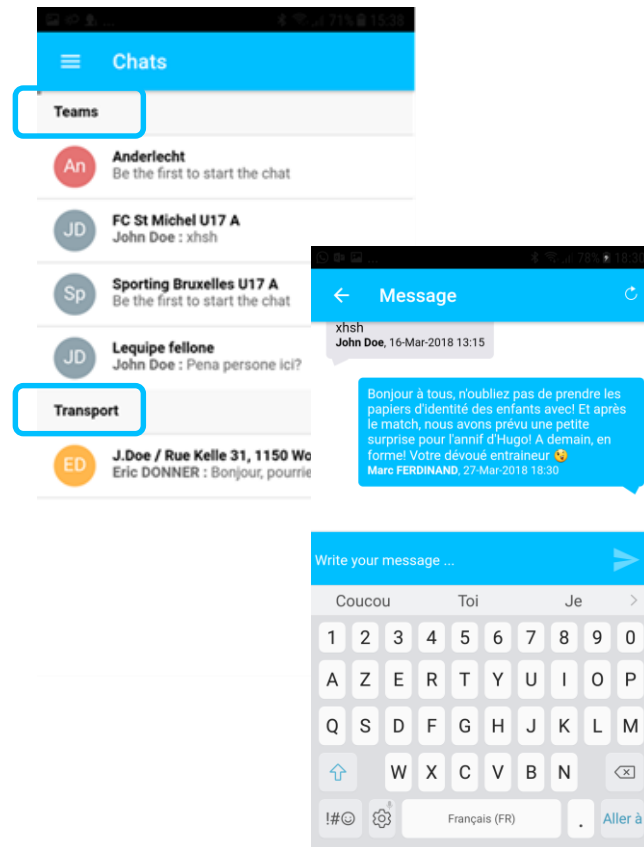 71% 15:38
Chats
Teams
An
Anderlecht
Be the first to start the chat
JD
FC St Michel U17 A
John Doe : xhsh
Sp
Sporting Bruxelles U17 A
Be the first to start the chat
JD
Lequipe fellone
John Doe : Pena persone ici?
Transport
ED
J.Doe / Rue Kelle 31, 1150 Wo
Eric DONNER : Bonjour, pourrie
78% 18:30
Message
xhsh
John Doe, 16-Mar-2018 13:15
Bonjour à tous, n'oubliez pas de prendre les
papiers d'identité des enfants avec! Et après
le match, nous avons prévu une petite
surprise pour l'annif d'Hugo! A demain, en
forme! Votre dévoué entraineur 😘
Marc FERDINAND, 27-Mar-2018 18:30
Write your message ...
Coucou Toi Je
1 2 3 4 5 6 7 8 9 0
A Z E R T Y U I O P
Q S D F G H J K L M
W X C V B N
!#☺ Français (FR) . Aller à